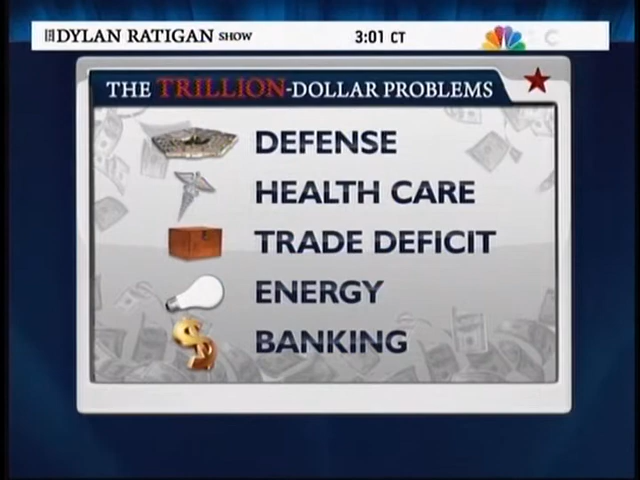 THE DYLAN RATIGAN SHOW
3:01 CT
THE TRILLION-DOLLAR PROBLEMS
DEFENSE
HEALTH CARE
TRADE DEFICIT
ENERGY
BANKING